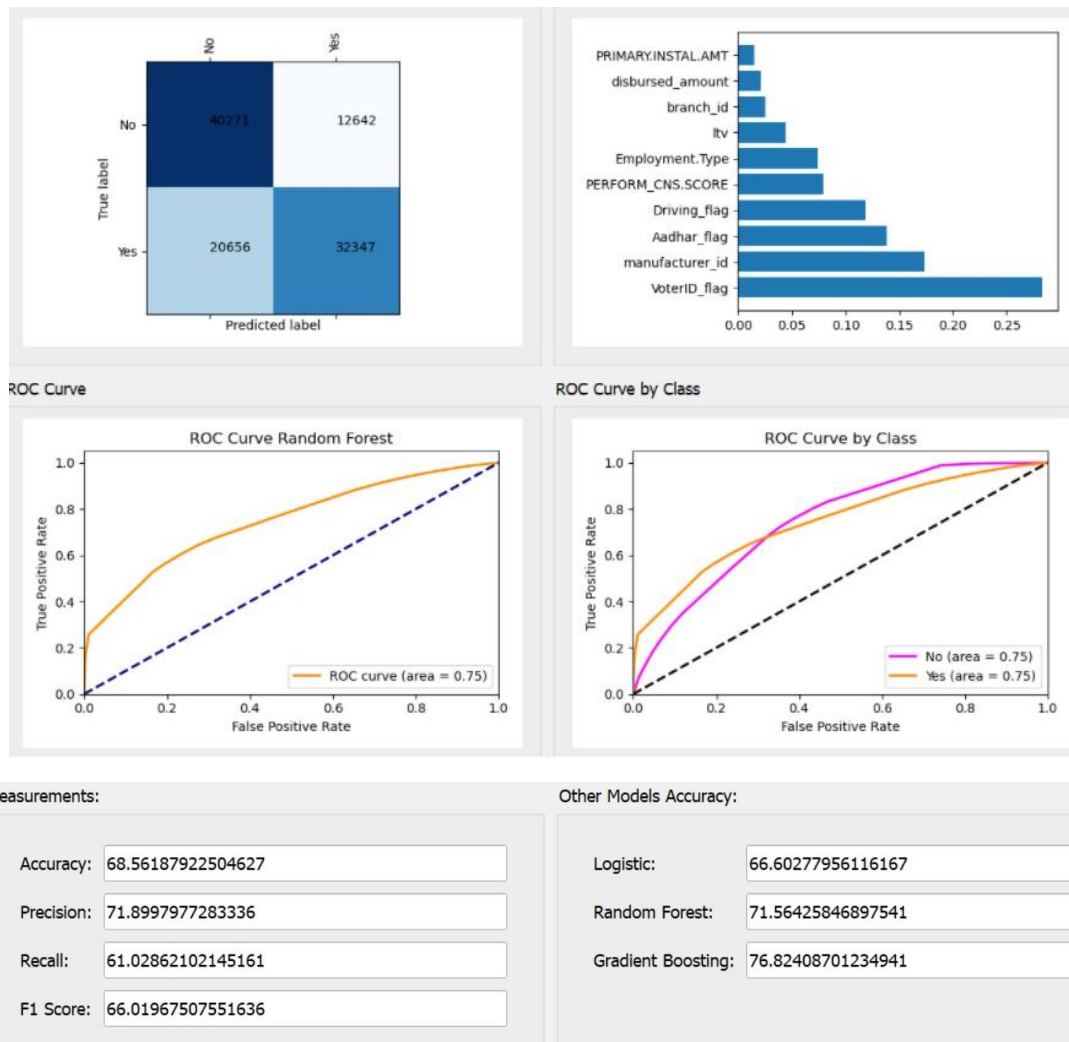 No
Yes
No
40271
12642
True label
Yes
20656
32347
Predicted label
PRIMARY.INSTAL.AMT
disbursed_amount
branch_id
ltv
Employment.Type
PERFORM_CNS.SCORE
Driving_flag
Aadhar_flag
manufacturer_id
VoterID_flag
0.00 0.05 0.10 0.15 0.20 0.25
ROC Curve
ROC Curve Random Forest
1.0
0.8
0.6
0.4
0.2
0.0
True Positive Rate
ROC curve (area = 0.75)
0.0 0.2 0.4 0.6 0.8 1.0
False Positive Rate
ROC Curve by Class
ROC Curve by Class
1.0
0.8
0.6
0.4
0.2
0.0
True Positive Rate
No (area = 0.75)
Yes (area = 0.75)
0.0 0.2 0.4 0.6 0.8 1.0
False Positive Rate
easurements:
Accuracy: 68.56187922504627
Precision: 71.8997977283336
Recall: 61.02862102145161
F1 Score: 66.01967507551636
Other Models Accuracy:
Logistic: 66.60277956116167
Random Forest: 71.56425846897541
Gradient Boosting: 76.82408701234941